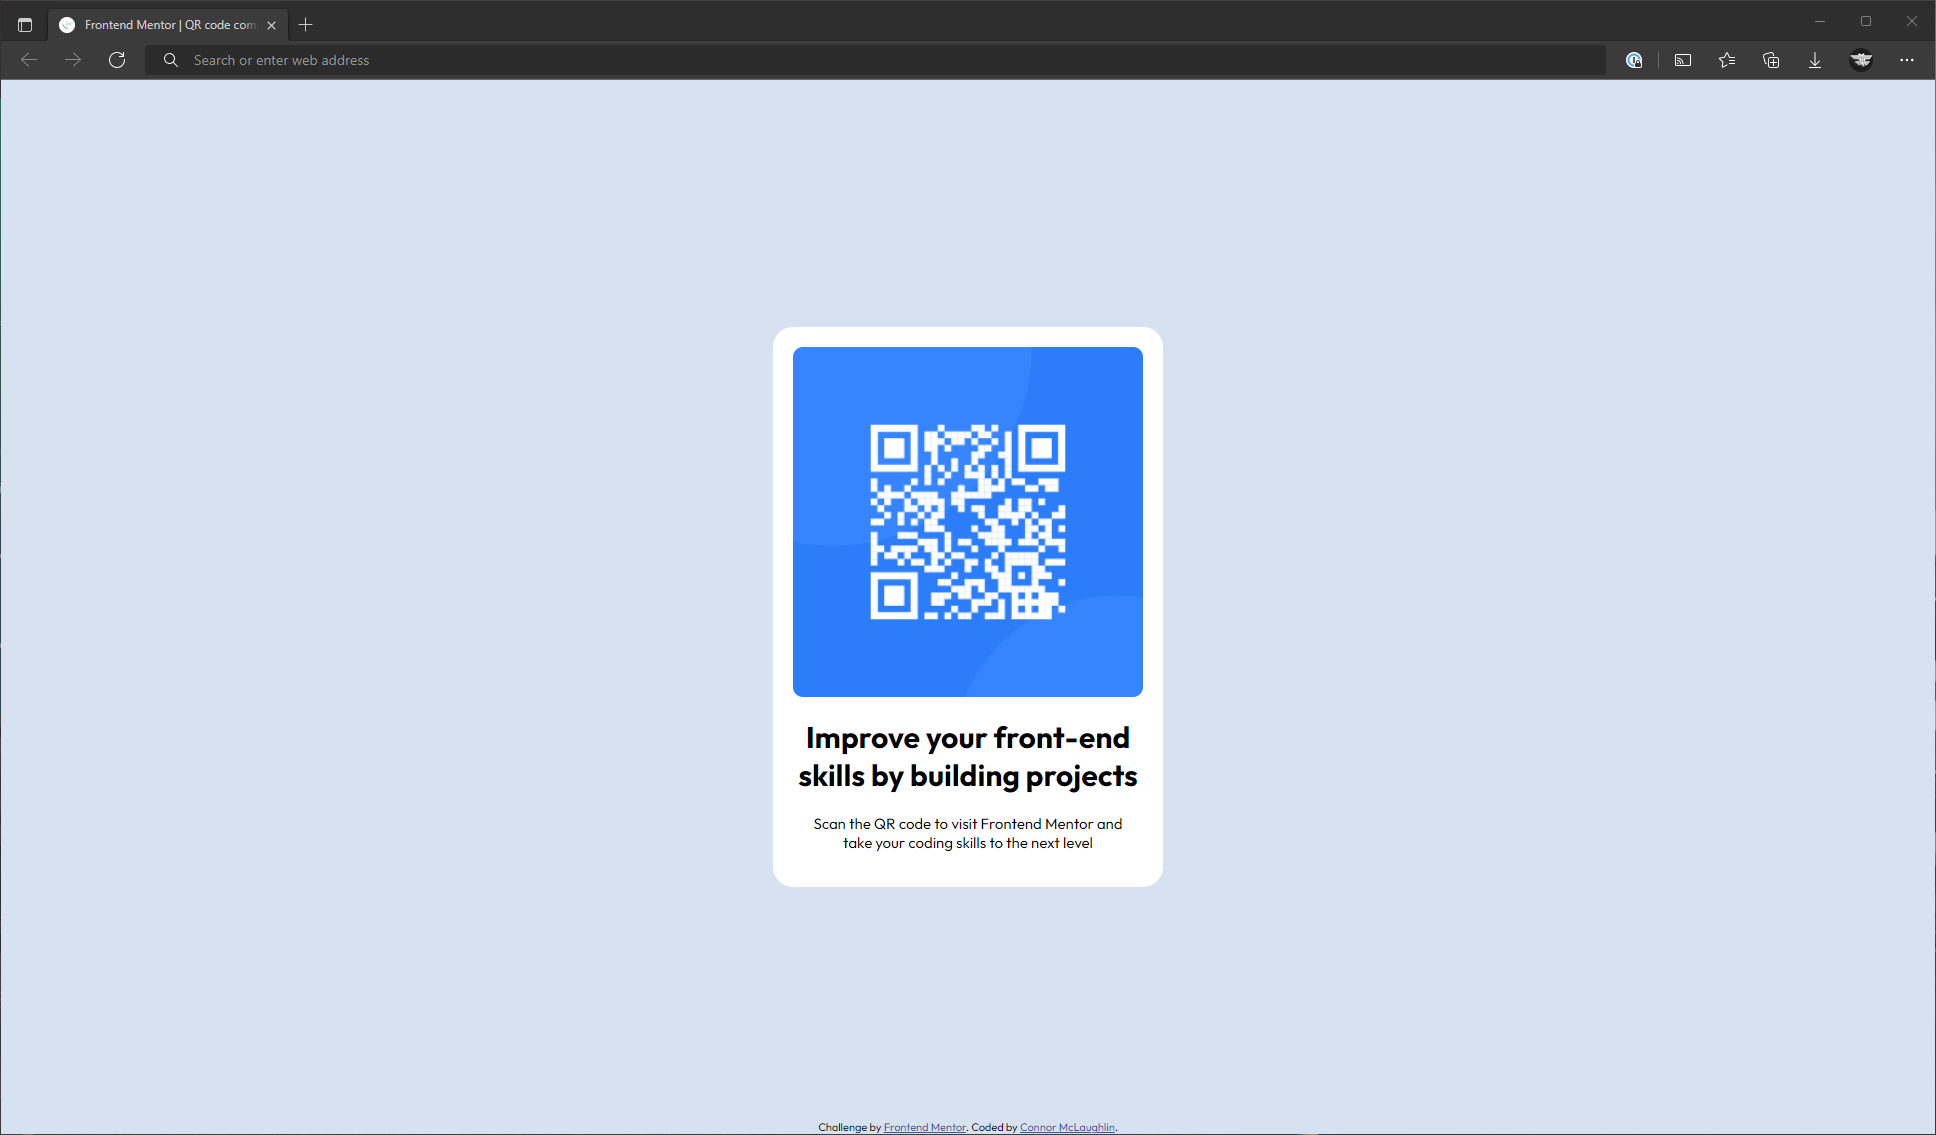 Frontend Mentor | QR code com
Search or enter web address
Improve your front-end
skills by building projects
Scan the QR code to visit Frontend Mentor and
take your coding skills to the next level
Challenge by Frontend Mentor. Coded by Connor McLaughlin.